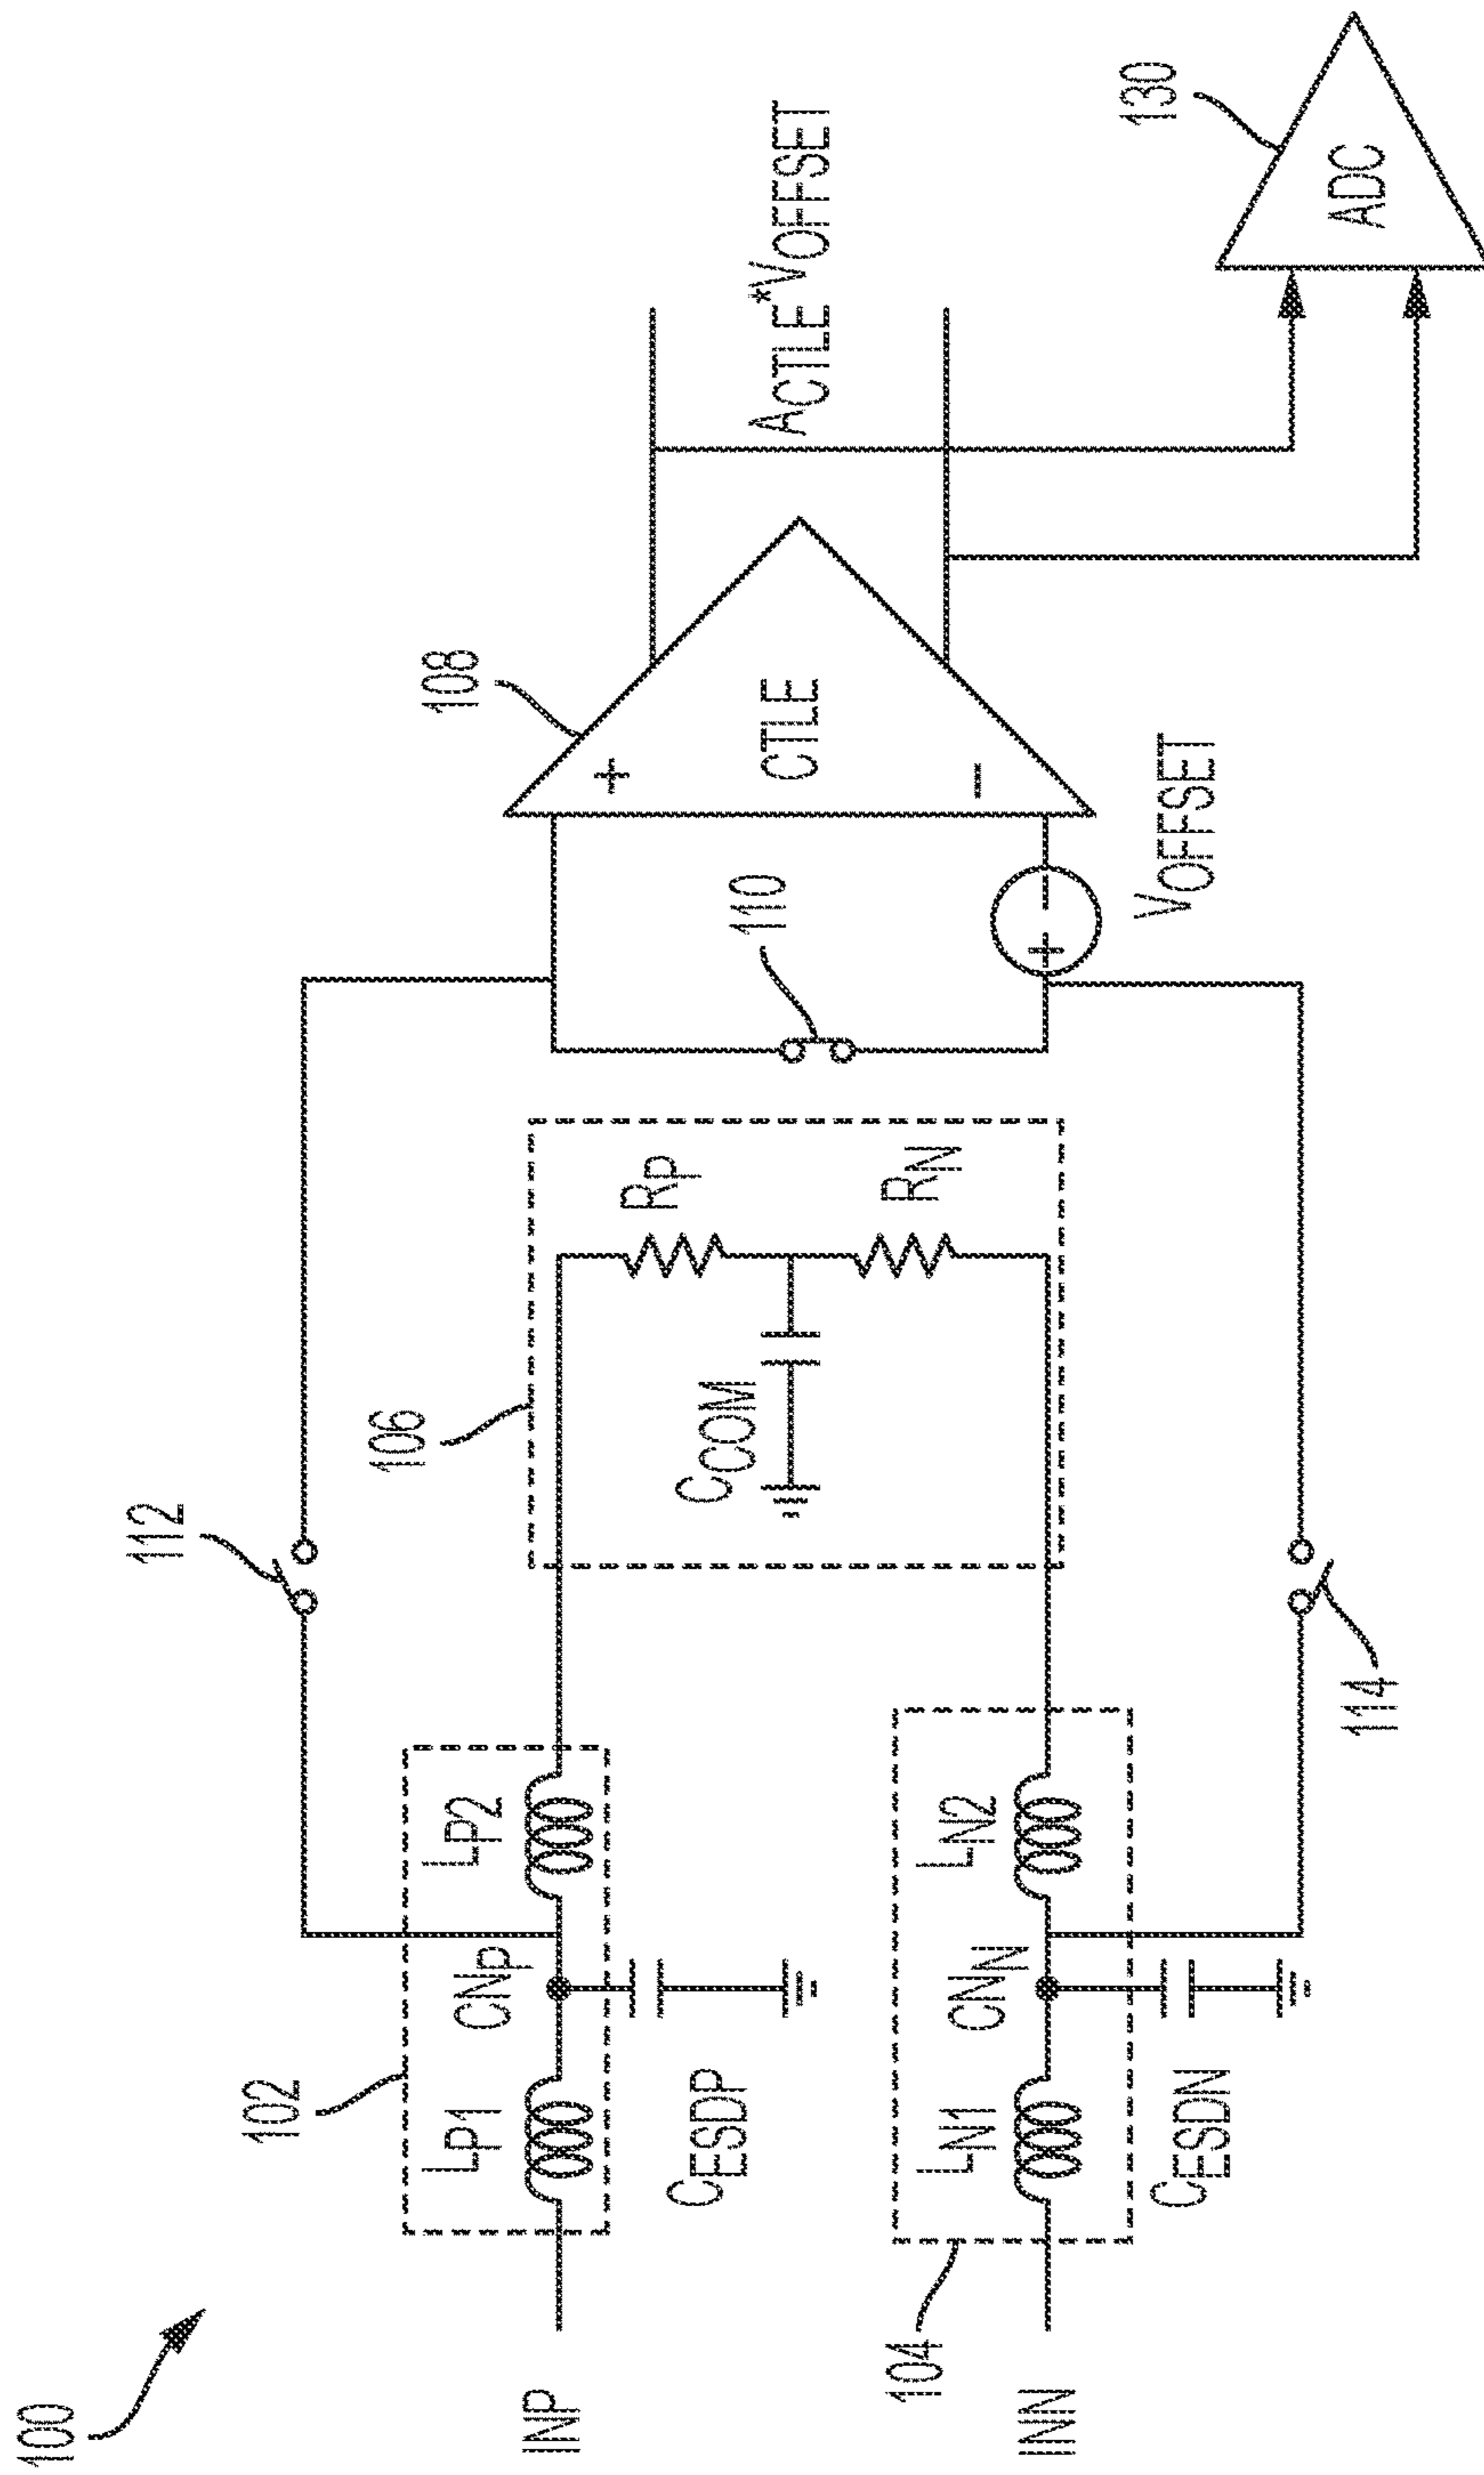 100
INP
INN
102
104
LP1
CNP
LP2
CESDP
LN1
CNN
LN2
CESDN
112
114
106
CCOM
RP
RN
110
VOFFSET
108
+
CTLE
−
+
−
ACTLE*VOFFSET
130
ADC